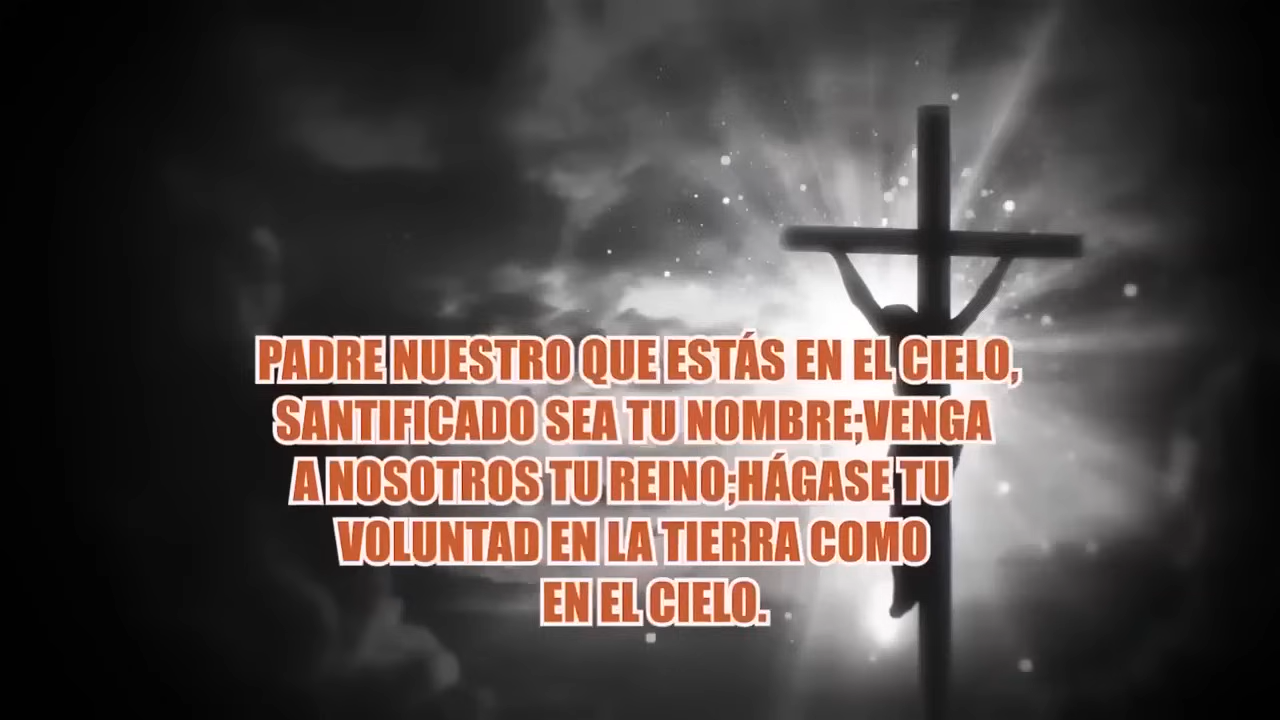 PADRE NUESTRO QUE ESTÁS EN EL CIELO,
SANTIFICADO SEA TU NOMBRE;VENGA
A NOSOTROS TU REINO;HÁGASE TU
VOLUNTAD EN LA TIERRA COMO
EN EL CIELO.